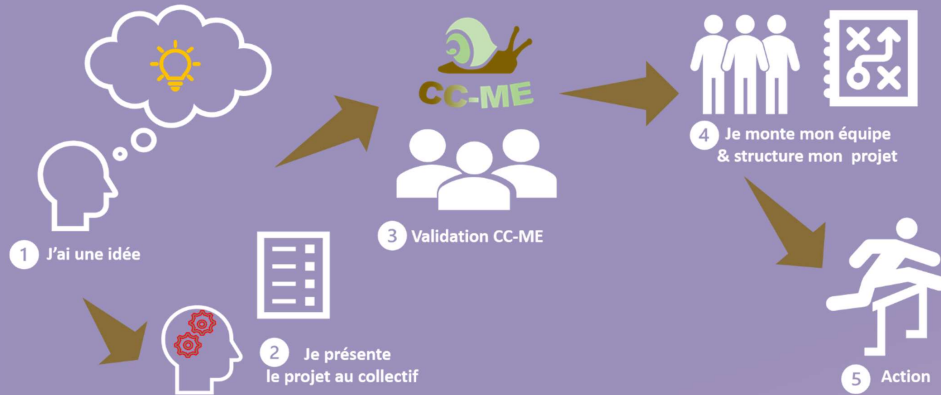 1 J'ai une idée
2 Je présente
le projet au collectif
CC-ME
3 Validation CC-ME
4 Je monte mon équipe
& structure mon projet
5 Action